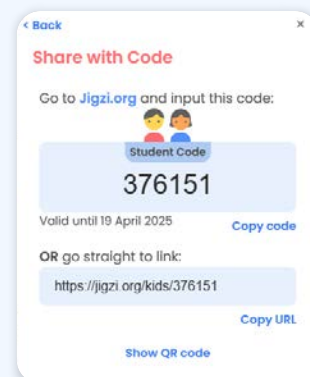 < Back ×
Share with Code
Go to Jigzi.org and input this code:
Student Code
376151
Valid until 19 April 2025
Copy code
OR go straight to link:
https://jigzi.org/kids/376151
Copy URL
Show QR code